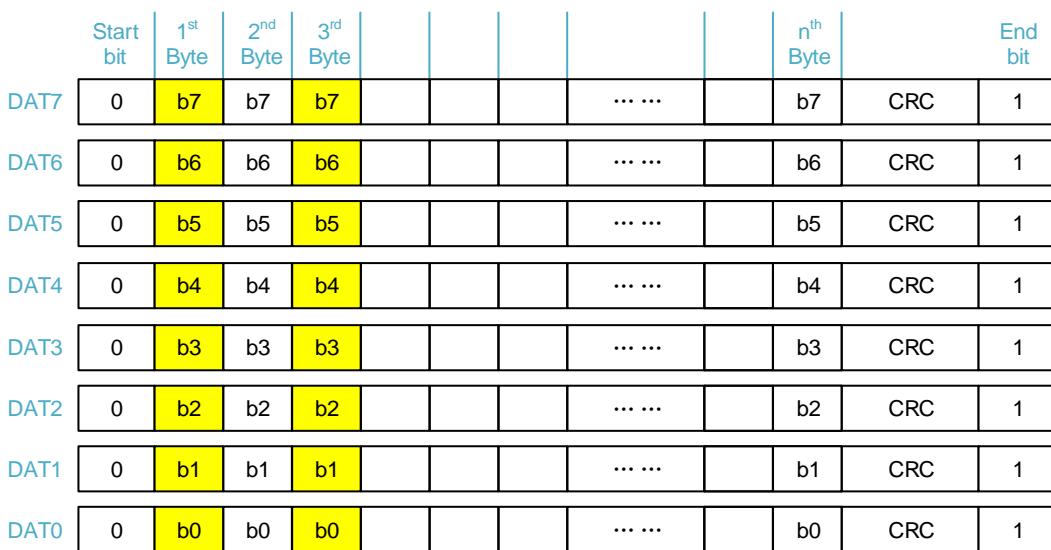 Start bit 1st Byte 2nd Byte 3rd Byte nth Byte End bit
DAT7 0 b7 b7 b7 ... ... b7 CRC 1
DAT6 0 b6 b6 b6 ... ... b6 CRC 1
DAT5 0 b5 b5 b5 ... ... b5 CRC 1
DAT4 0 b4 b4 b4 ... ... b4 CRC 1
DAT3 0 b3 b3 b3 ... ... b3 CRC 1
DAT2 0 b2 b2 b2 ... ... b2 CRC 1
DAT1 0 b1 b1 b1 ... ... b1 CRC 1
DAT0 0 b0 b0 b0 ... ... b0 CRC 1